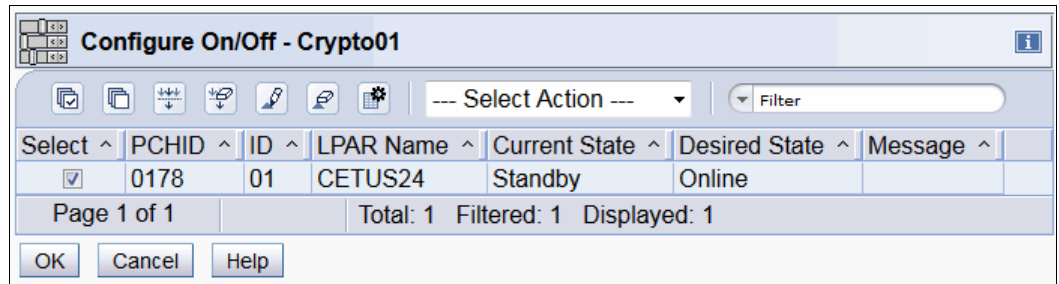 Configure On/Off - Crypto01
i
--- Select Action --- Filter
Select PCHID ID LPAR Name Current State Desired State Message
0178 01 CETUS24 Standby Online
Page 1 of 1 Total: 1 Filtered: 1 Displayed: 1
OK Cancel Help